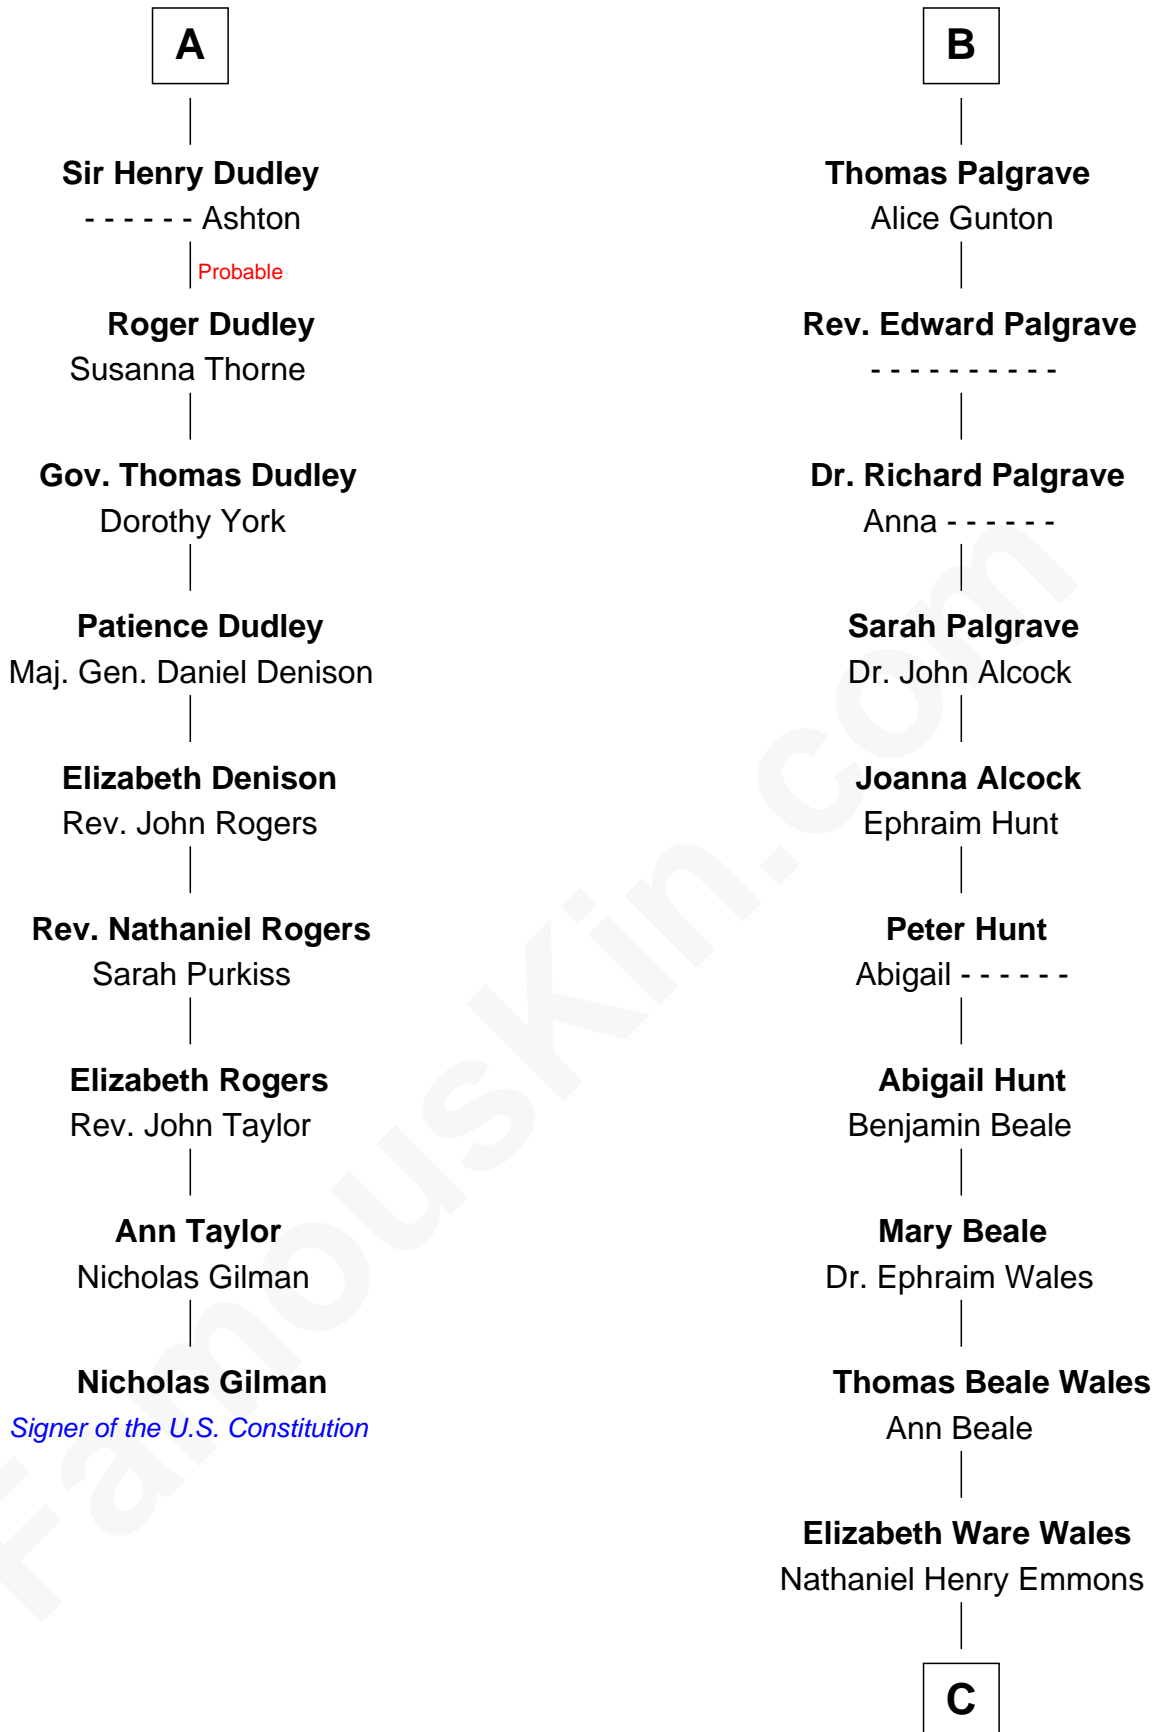 A
Sir Henry Dudley
- - - - - - Ashton
Probable
Roger Dudley
Susanna Thorne
Gov. Thomas Dudley
Dorothy York
Patience Dudley
Maj. Gen. Daniel Denison
Elizabeth Denison
Rev. John Rogers
Rev. Nathaniel Rogers
Sarah Purkiss
Elizabeth Rogers
Rev. John Taylor
Ann Taylor
Nicholas Gilman
Nicholas Gilman
Signer of the U.S. Constitution
B
Thomas Palgrave
Alice Gunton
Rev. Edward Palgrave
- - - - - - - - - -
Dr. Richard Palgrave
Anna - - - - - -
Sarah Palgrave
Dr. John Alcock
Joanna Alcock
Ephraim Hunt
Peter Hunt
Abigail - - - - - -
Abigail Hunt
Benjamin Beale
Mary Beale
Dr. Ephraim Wales
Thomas Beale Wales
Ann Beale
Elizabeth Ware Wales
Nathaniel Henry Emmons
C
FamousKin.com